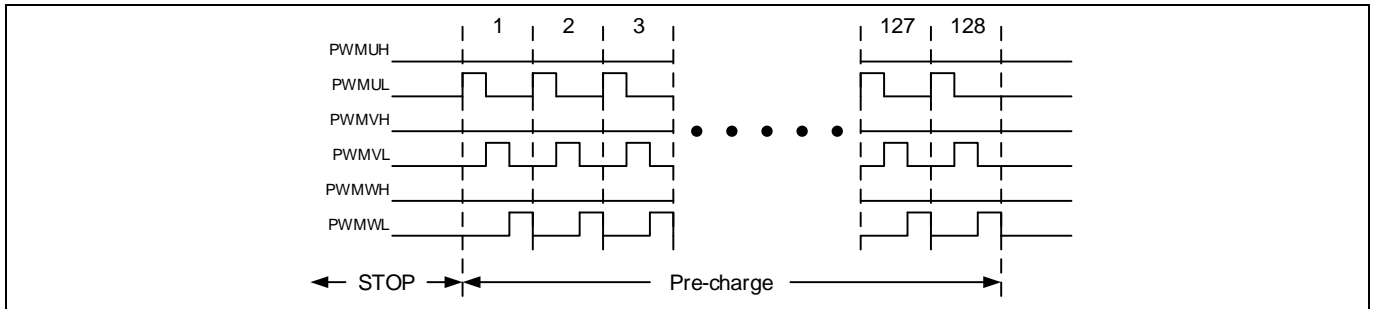 1 2 3 127 128
PWMUH
PWMUL
PWMVH
PWMVL
PWMWH
PWMWL
STOP Pre-charge